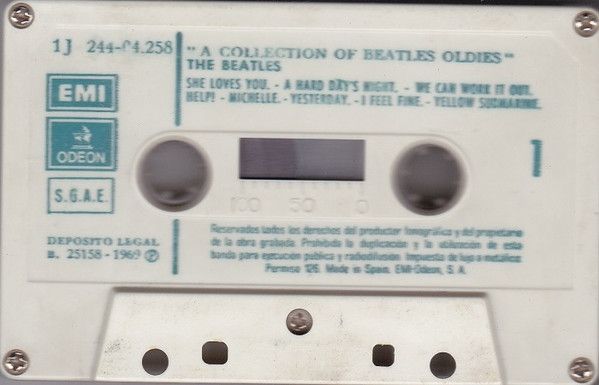 1J 244-04.258
"A COLLECTION OF BEATLES OLDIES"
THE BEATLES
SHE LOVES YOU. - A HARD DAY'S NIGHT. - WE CAN WORK IT OUT.
HELP! - MICHELLE. - YESTERDAY. - I FEEL FINE. - YELLOW SUBMARINE.
EMI
ODEON
S.G.A.E.
1
100 50 0
DEPOSITO LEGAL
B. 25158 - 1969 Ⓟ
Reservados todos los derechos del productor fonográfico y del propietario
de la obra grabada. Prohibida la duplicación y la utilización de esta
banda para ejecución pública y radiodifusión. Impuesto de lujo a metálico:
Permiso 126. Made in Spain. EMI-Odeon, S. A.